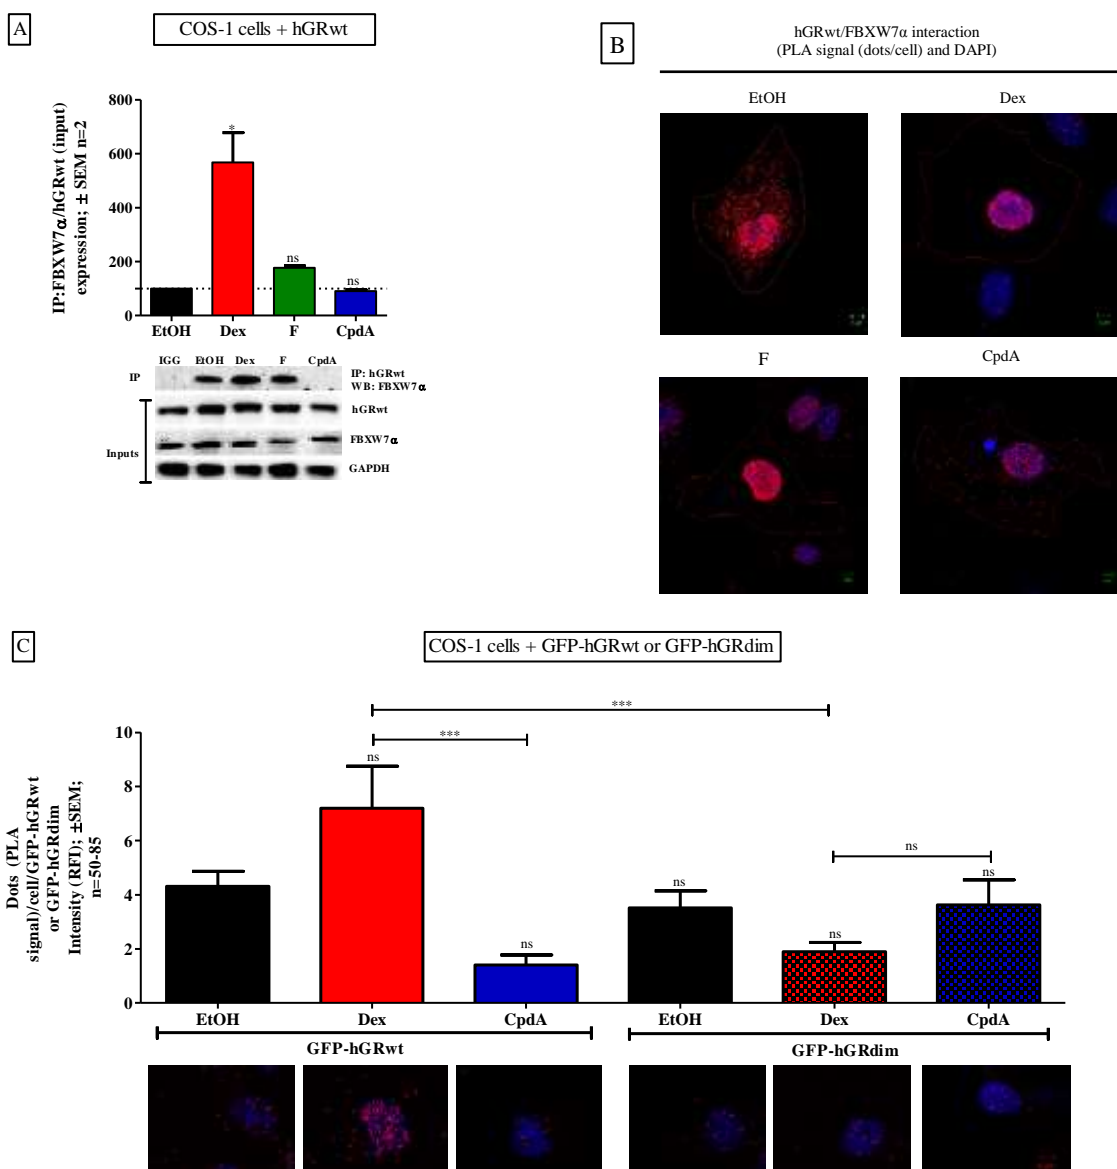 A
COS-1 cells + hGRwt
IP:FBXW7α/hGRwt (input)
expression; ± SEM n=2
800
600
400
200
0
*
ns
ns
EtOH Dex F CpdA
IGG EtOH Dex F CpdA
IP
IP: hGRwt
WB: FBXW7α
hGRwt
Inputs
FBXW7α
GAPDH
B
hGRwt/FBXW7α interaction
(PLA signal (dots/cell) and DAPI)
EtOH Dex
F CpdA
C
COS-1 cells + GFP-hGRwt or GFP-hGRdim
Dots (PLA
signal)/cell/GFP-hGRwt
or GFP-hGRdim
Intensity (RFI); ±SEM;
n=50-85
10
8
6
4
2
0
***
***
ns
ns
ns
ns
ns
ns
EtOH Dex CpdA EtOH Dex CpdA
GFP-hGRwt GFP-hGRdim